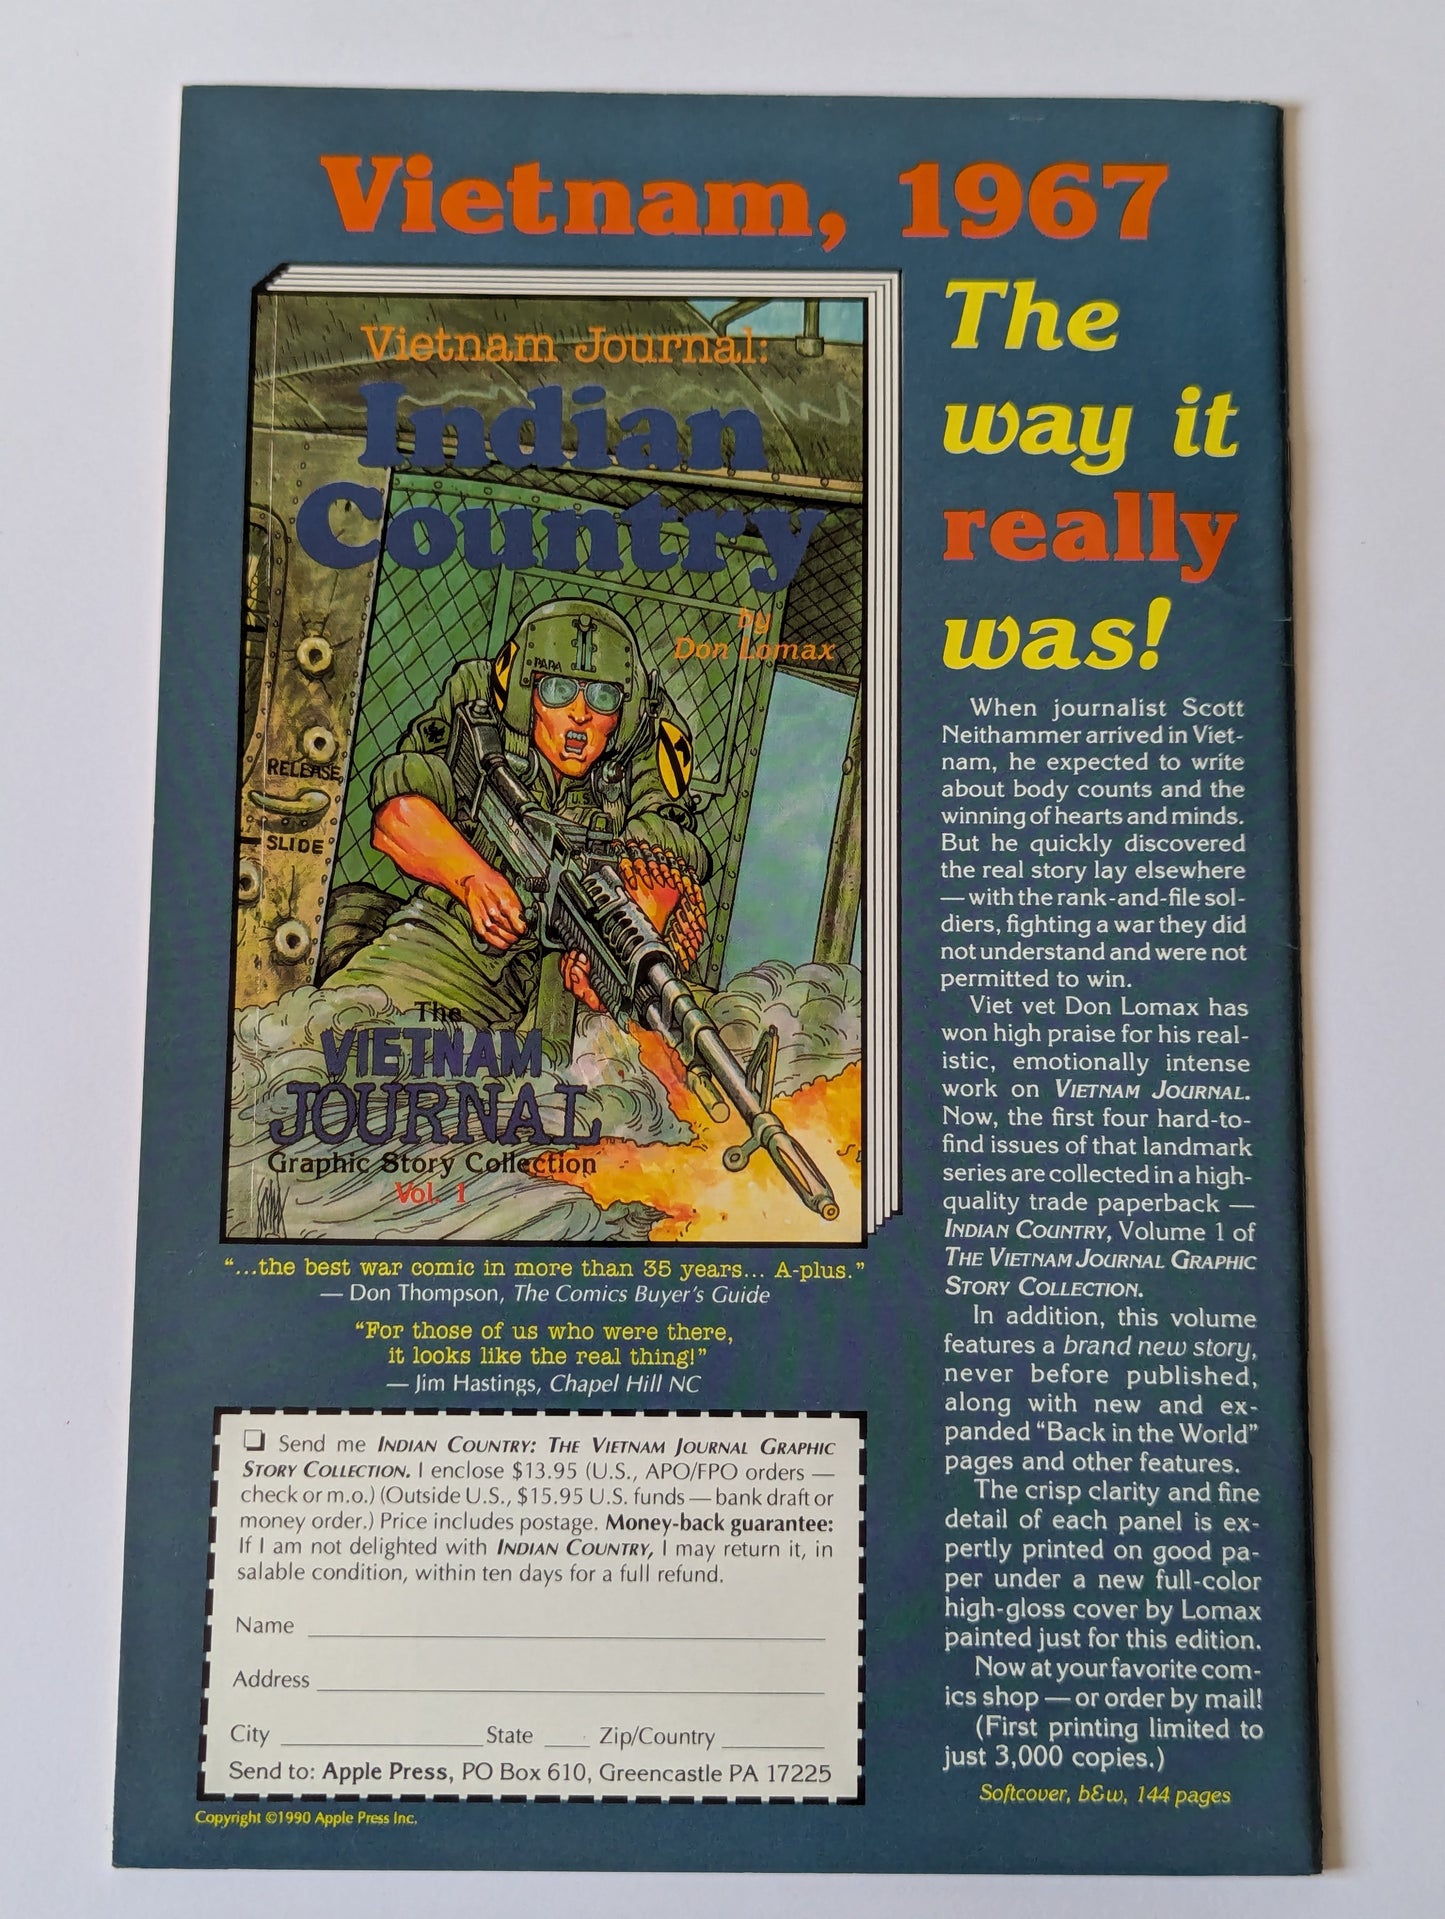 Vietnam, 1967
The
way it
really
was!
Vietnam Journal:
Indian
Country
by
Don Lomax
PAPA
U.S.
RELEASE
SLIDE
The
VIETNAM
JOURNAL
Graphic Story Collection
Vol. 1
LOMAX
“...the best war comic in more than 35 years... A-plus.”
— Don Thompson, The Comics Buyer’s Guide
“For those of us who were there,
it looks like the real thing!”
— Jim Hastings, Chapel Hill NC
❏ Send me INDIAN COUNTRY: THE VIETNAM JOURNAL GRAPHIC
STORY COLLECTION. I enclose $13.95 (U.S., APO/FPO orders —
check or m.o.) (Outside U.S., $15.95 U.S. funds — bank draft or
money order.) Price includes postage. Money-back guarantee:
If I am not delighted with INDIAN COUNTRY, I may return it, in
salable condition, within ten days for a full refund.
Name
Address
City State Zip/Country
Send to: Apple Press, PO Box 610, Greencastle PA 17225
Copyright ©1990 Apple Press Inc.
When journalist Scott
Neithammer arrived in Viet-
nam, he expected to write
about body counts and the
winning of hearts and minds.
But he quickly discovered
the real story lay elsewhere
— with the rank-and-file sol-
diers, fighting a war they did
not understand and were not
permitted to win.
Viet vet Don Lomax has
won high praise for his real-
istic, emotionally intense
work on VIETNAM JOURNAL.
Now, the first four hard-to-
find issues of that landmark
series are collected in a high-
quality trade paperback —
INDIAN COUNTRY, Volume 1 of
THE VIETNAM JOURNAL GRAPHIC
STORY COLLECTION.
In addition, this volume
features a brand new story,
never before published,
along with new and ex-
panded “Back in the World”
pages and other features.
The crisp clarity and fine
detail of each panel is ex-
pertly printed on good pa-
per under a new full-color
high-gloss cover by Lomax
painted just for this edition.
Now at your favorite com-
ics shop — or order by mail!
(First printing limited to
just 3,000 copies.)
Softcover, b&w, 144 pages